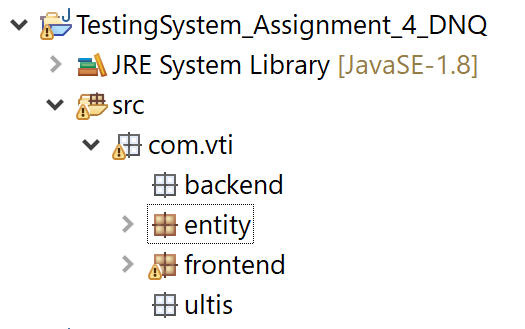 TestingSystem_Assignment_4_DNQ
JRE System Library [JavaSE-1.8]
src
com.vti
backend
entity
frontend
ultis